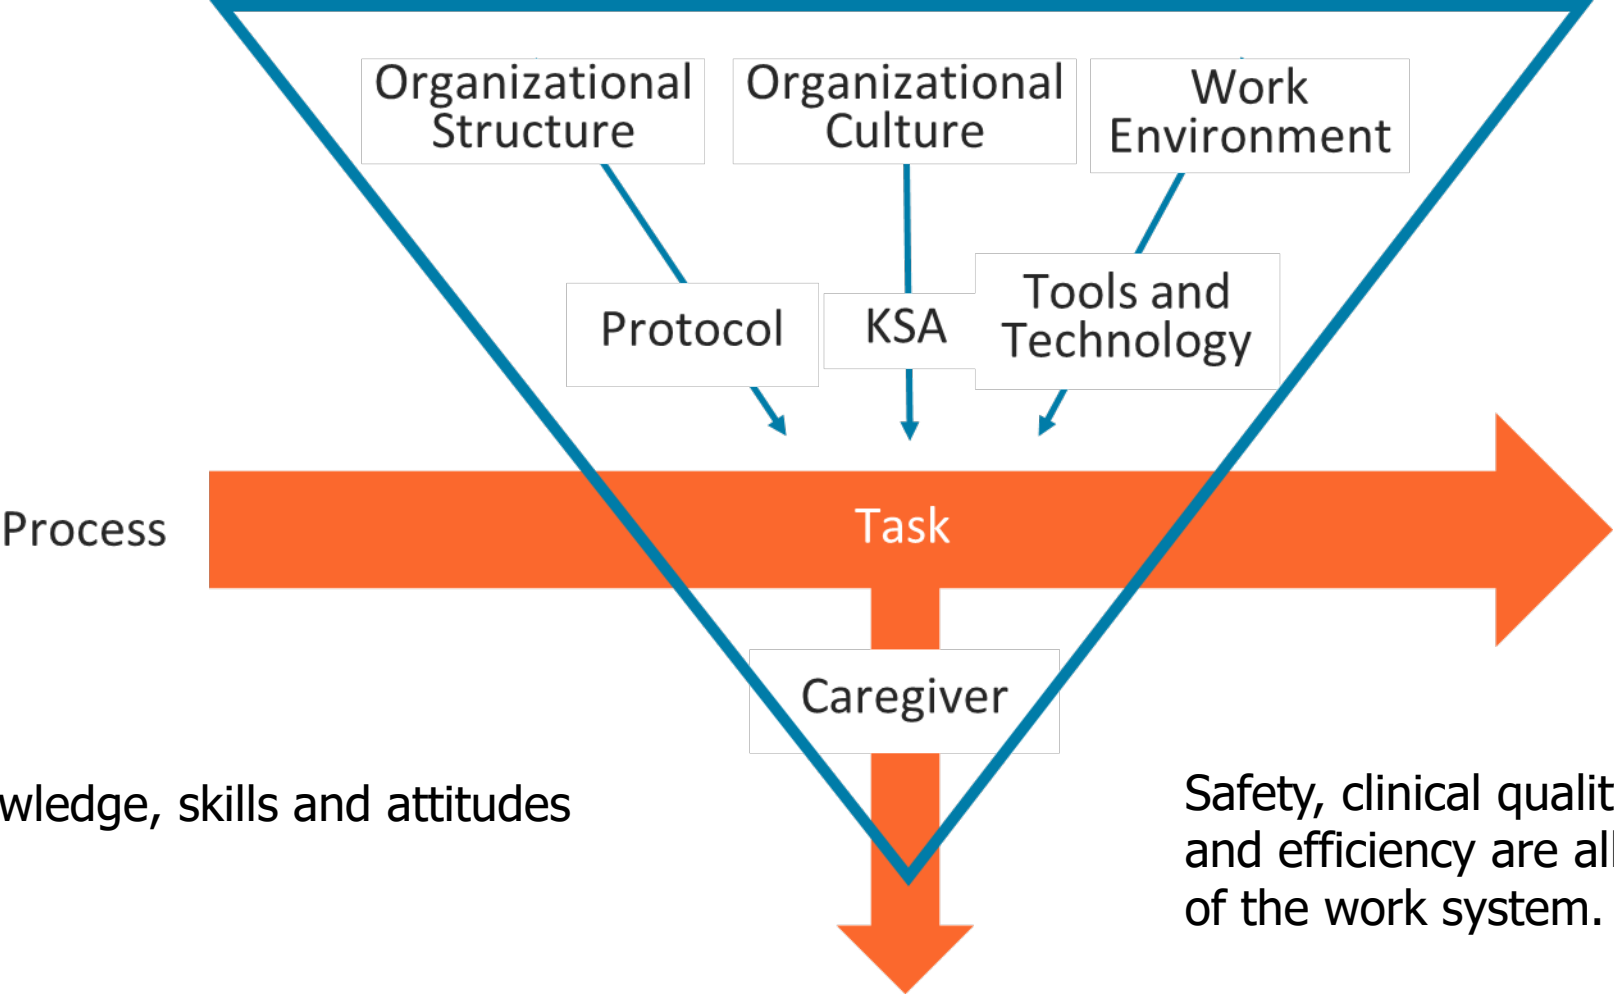 Organizational
Structure
Organizational
Culture
Work
Environment
Protocol
KSA
Tools and
Technology
Process
Task
Caregiver
wledge, skills and attitudes
Safety, clinical qualit
and efficiency are all
of the work system.